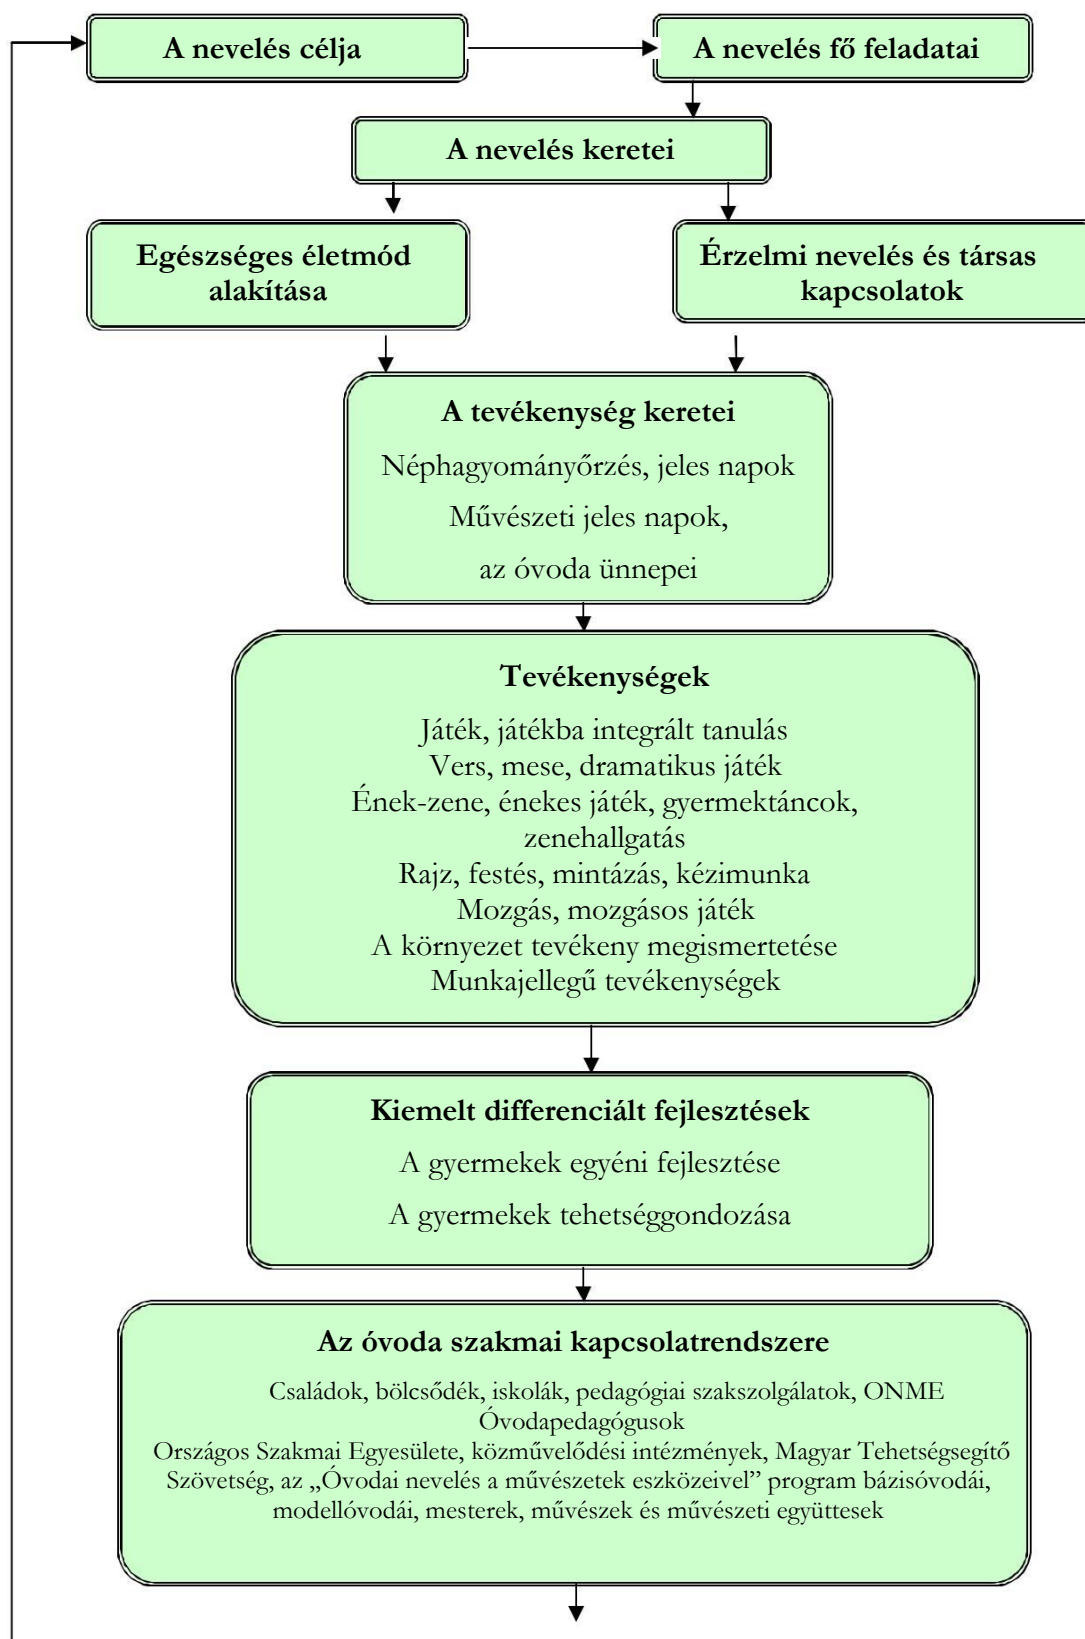 A nevelés célja
A nevelés fő feladatai
A nevelés keretei
Egészséges életmód
alakítása
Érzelmi nevelés és társas
kapcsolatok
A tevékenység keretei
Néphagyományőrzés, jeles napok
Művészeti jeles napok,
az óvoda ünnepei
Tevékenységek
Játék, játékba integrált tanulás
Vers, mese, dramatikus játék
Ének-zene, énekes játék, gyermektáncok,
zenehallgatás
Rajz, festés, mintázás, kézimunka
Mozgás, mozgásos játék
A környezet tevékeny megismertetése
Munkajellegű tevékenységek
Kiemelt differenciált fejlesztések
A gyermekek egyéni fejlesztése
A gyermekek tehetséggondozása
Az óvoda szakmai kapcsolatrendszere
Családok, bölcsődék, iskolák, pedagógiai szakszolgálatok, ONME
Óvodapedagógusok
Országos Szakmai Egyesülete, közművelődési intézmények, Magyar Tehetségsegítő
Szövetség, az „Óvodai nevelés a művészetek eszközeivel” program bázisóvodái,
modellóvodái, mesterek, művészek és művészeti együttesek